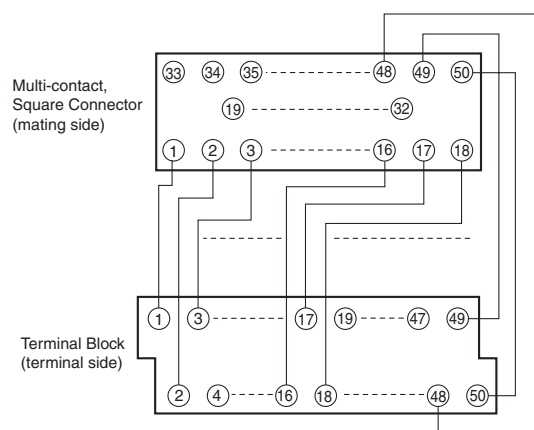 33 34 35 48 49 50
Multi-contact,
Square Connector
(mating side)
19 32
1 2 3 16 17 18
1 3 17 19 47 49
Terminal Block
(terminal side)
2 4 16 18 48 50